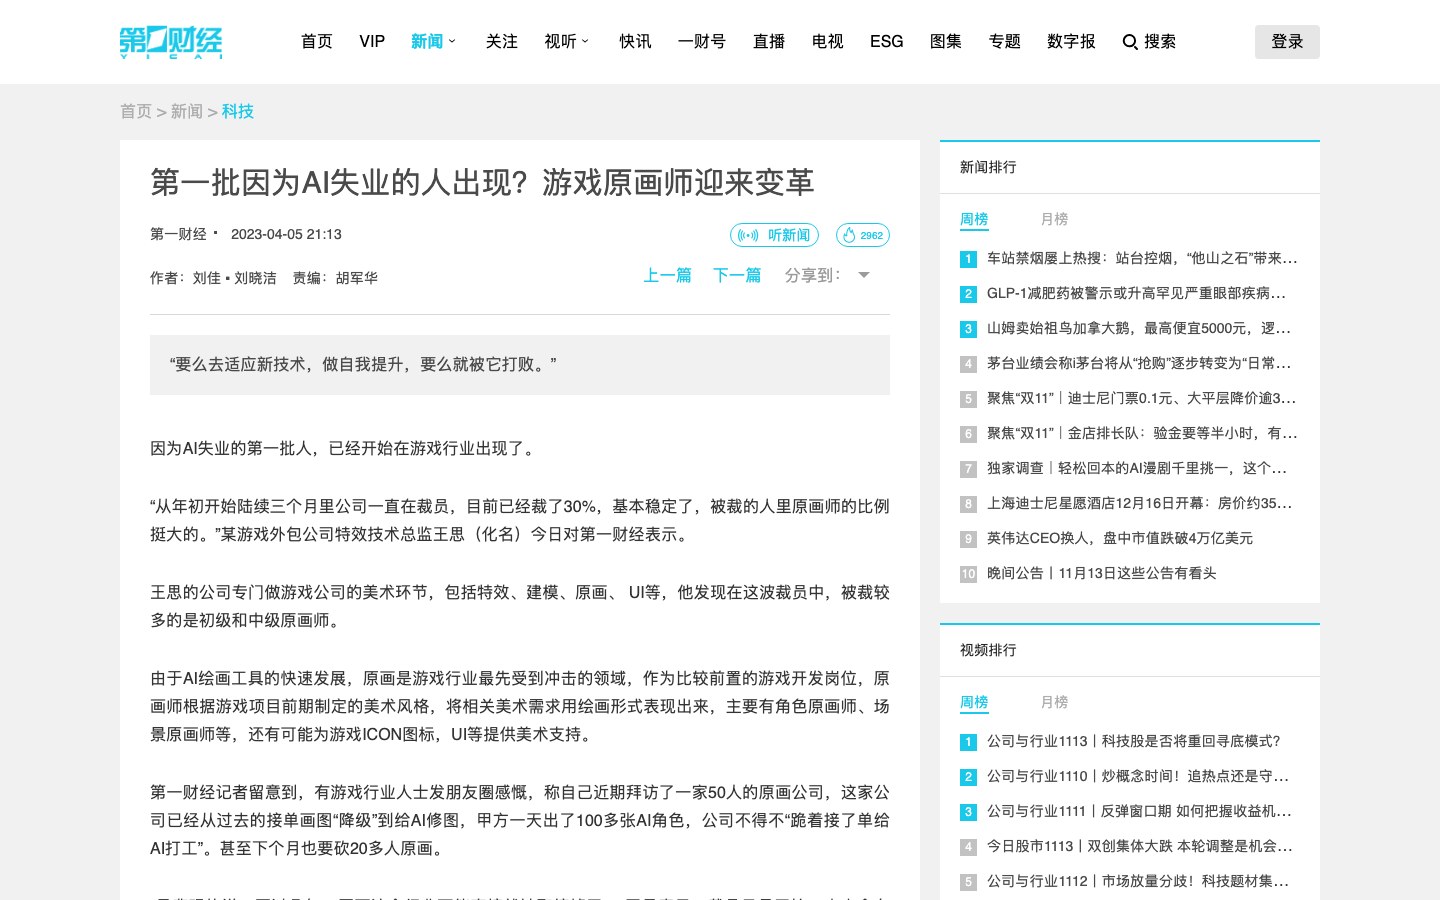 第一财经
YICAI
首页 VIP 新闻 关注 视听 快讯 一财号 直播 电视 ESG 图集 专题 数字报 搜索 登录
首页 > 新闻 > 科技
第一批因为AI失业的人出现？游戏原画师迎来变革
第一财经 · 2023-04-05 21:13
听新闻 2962
作者：刘佳 ▪ 刘晓洁 责编：胡军华
上一篇 下一篇 分享到：
“要么去适应新技术，做自我提升，要么就被它打败。”
因为AI失业的第一批人，已经开始在游戏行业出现了。
“从年初开始陆续三个月里公司一直在裁员，目前已经裁了30%，基本稳定了，被裁的人里原画师的比例
挺大的。”某游戏外包公司特效技术总监王思（化名）今日对第一财经表示。
王思的公司专门做游戏公司的美术环节，包括特效、建模、原画、 UI等，他发现在这波裁员中，被裁较
多的是初级和中级原画师。
由于AI绘画工具的快速发展，原画是游戏行业最先受到冲击的领域，作为比较前置的游戏开发岗位，原
画师根据游戏项目前期制定的美术风格，将相关美术需求用绘画形式表现出来，主要有角色原画师、场
景原画师等，还有可能为游戏ICON图标，UI等提供美术支持。
第一财经记者留意到，有游戏行业人士发朋友圈感慨，称自己近期拜访了一家50人的原画公司，这家公
司已经从过去的接单画图“降级”到给AI修图，甲方一天出了100多张AI角色，公司不得不“跪着接了单给
AI打工”。甚至下个月也要砍20多人原画。
新闻排行
周榜 月榜
1 车站禁烟屡上热搜：站台控烟，“他山之石”带来...
2 GLP-1减肥药被警示或升高罕见严重眼部疾病...
3 山姆卖始祖鸟加拿大鹅，最高便宜5000元，逻...
4 茅台业绩会称i茅台将从“抢购”逐步转变为“日常...
5 聚焦“双11”｜迪士尼门票0.1元、大平层降价逾3...
6 聚焦“双11”｜金店排长队：验金要等半小时，有...
7 独家调查｜轻松回本的AI漫剧千里挑一，这个...
8 上海迪士尼星愿酒店12月16日开幕：房价约35...
9 英伟达CEO换人，盘中市值跌破4万亿美元
10 晚间公告丨11月13日这些公告有看头
视频排行
周榜 月榜
1 公司与行业1113丨科技股是否将重回寻底模式？
2 公司与行业1110丨炒概念时间！追热点还是守...
3 公司与行业1111丨反弹窗口期 如何把握收益机...
4 今日股市1113丨双创集体大跌 本轮调整是机会...
5 公司与行业1112丨市场放量分歧！科技题材集...